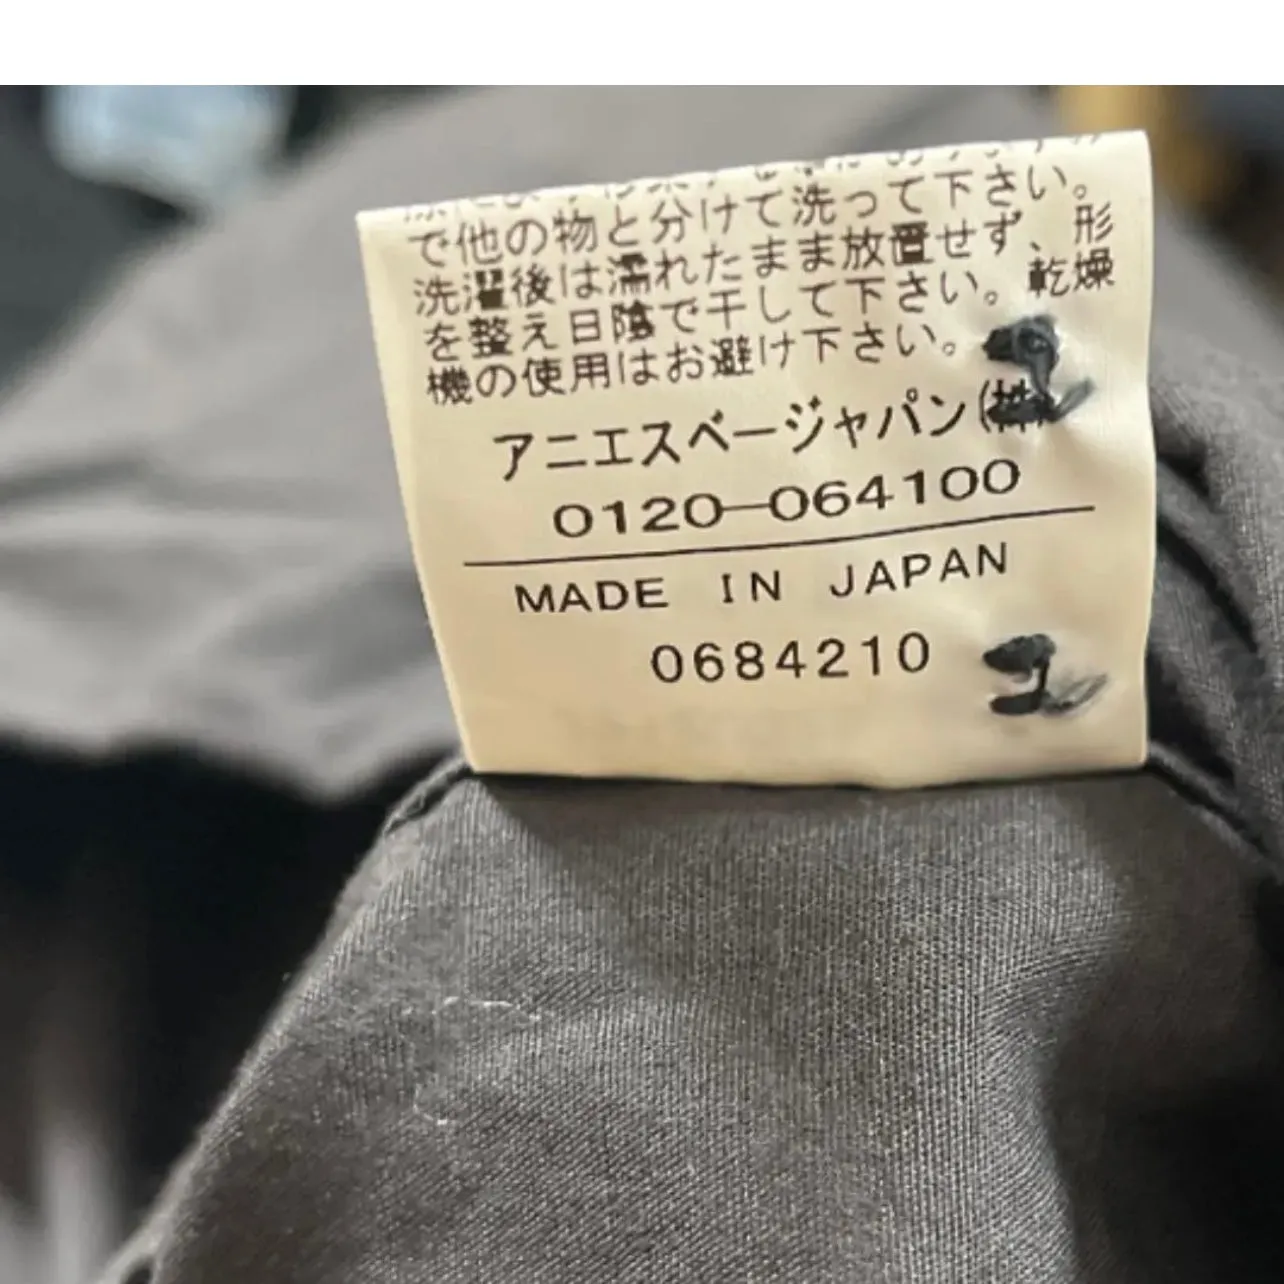 で他の物と分けて洗って下さい。
洗濯後は濡れたまま放置せず、形
を整え日陰で干して下さい。乾燥
機の使用はお避け下さい。
アニエスベージャパン(株)
0120-064100
MADE IN JAPAN
0684210